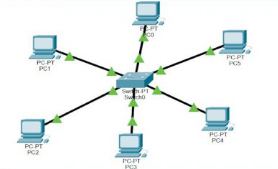 PC-PT
PC0
PC-PT
PC1
PC-PT
PC5
Switch-PT
Switch0
PC-PT
PC2
PC-PT
PC4
PC-PT
PC3